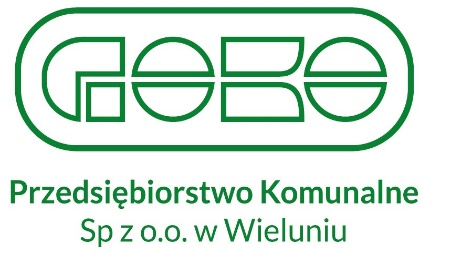 Przedsiębiorstwo Komunalne
Sp z o.o. w Wieluniu